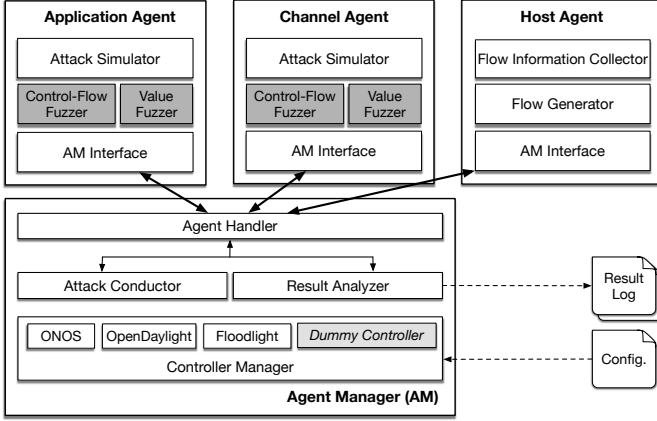 Application Agent
Attack Simulator
Control-Flow
Fuzzer
Value
Fuzzer
AM Interface
Channel Agent
Attack Simulator
Control-Flow
Fuzzer
Value
Fuzzer
AM Interface
Host Agent
Flow Information Collector
Flow Generator
AM Interface
Agent Handler
Attack Conductor
Result Analyzer
Result
Log
ONOS
OpenDaylight
Floodlight
Dummy Controller
Controller Manager
Config.
Agent Manager (AM)